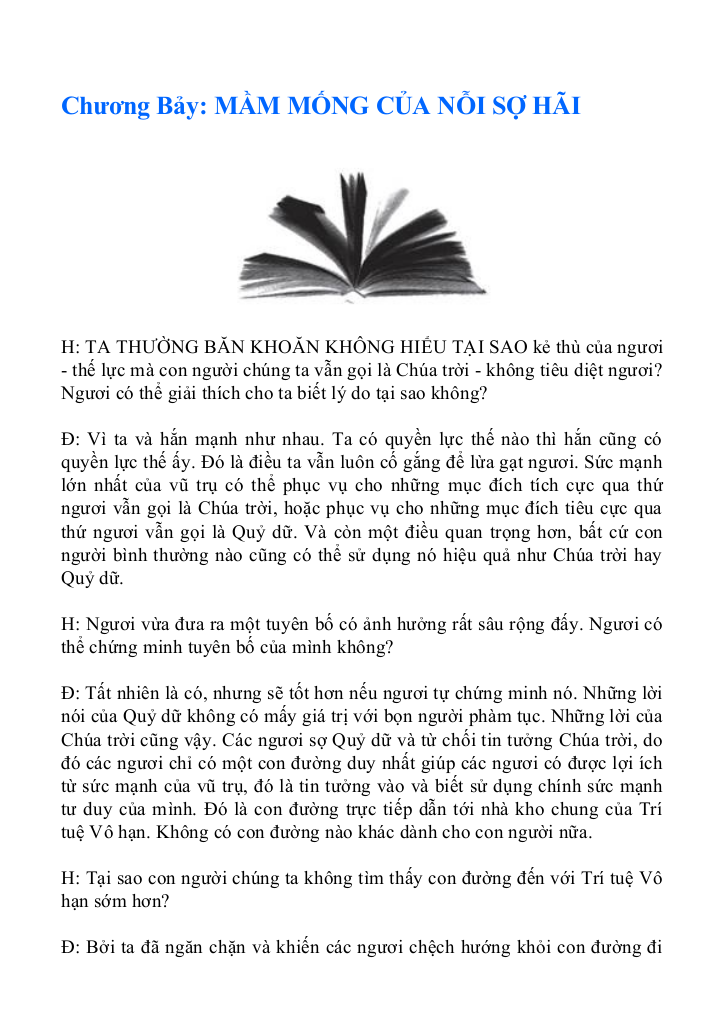 Chương Bảy: MẦM MỐNG CỦA NỖI SỢ HÃI
H: TA THƯỜNG BĂN KHOĂN KHÔNG HIỂU TẠI SAO kẻ thù của ngươi
- thế lực mà con người chúng ta vẫn gọi là Chúa trời - không tiêu diệt ngươi?
Ngươi có thể giải thích cho ta biết lý do tại sao không?
Đ: Vì ta và hắn mạnh như nhau. Ta có quyền lực thế nào thì hắn cũng có
quyền lực thế ấy. Đó là điều ta vẫn luôn cố gắng để lừa gạt ngươi. Sức mạnh
lớn nhất của vũ trụ có thể phục vụ cho những mục đích tích cực qua thứ
ngươi vẫn gọi là Chúa trời, hoặc phục vụ cho những mục đích tiêu cực qua
thứ ngươi vẫn gọi là Quỷ dữ. Và còn một điều quan trọng hơn, bất cứ con
người bình thường nào cũng có thể sử dụng nó hiệu quả như Chúa trời hay
Quỷ dữ.
H: Ngươi vừa đưa ra một tuyên bố có ảnh hưởng rất sâu rộng đấy. Ngươi có
thể chứng minh tuyên bố của mình không?
Đ: Tất nhiên là có, nhưng sẽ tốt hơn nếu ngươi tự chứng minh nó. Những lời
nói của Quỷ dữ không có mấy giá trị với bọn người phàm tục. Những lời của
Chúa trời cũng vậy. Các ngươi sợ Quỷ dữ và từ chối tin tưởng Chúa trời, do
đó các ngươi chỉ có một con đường duy nhất giúp các ngươi có được lợi ích
từ sức mạnh của vũ trụ, đó là tin tưởng vào và biết sử dụng chính sức mạnh
tư duy của mình. Đó là con đường trực tiếp dẫn tới nhà kho chung của Trí
tuệ Vô hạn. Không có con đường nào khác dành cho con người nữa.
H: Tại sao con người chúng ta không tìm thấy con đường đến với Trí tuệ Vô
hạn sớm hơn?
Đ: Bởi ta đã ngăn chặn và khiến các ngươi chệch hướng khỏi con đường đi